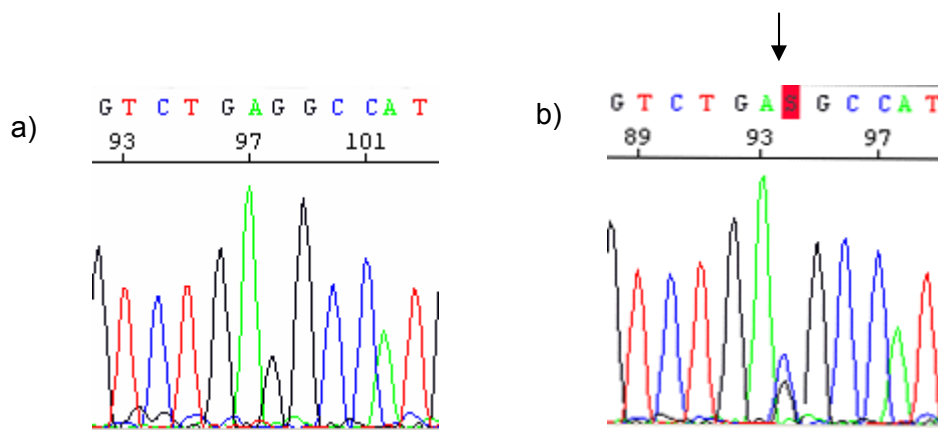 a)
G T C T G A G G C C A T
93 97 101
b)
G T C T G A S G C C A T
89 93 97